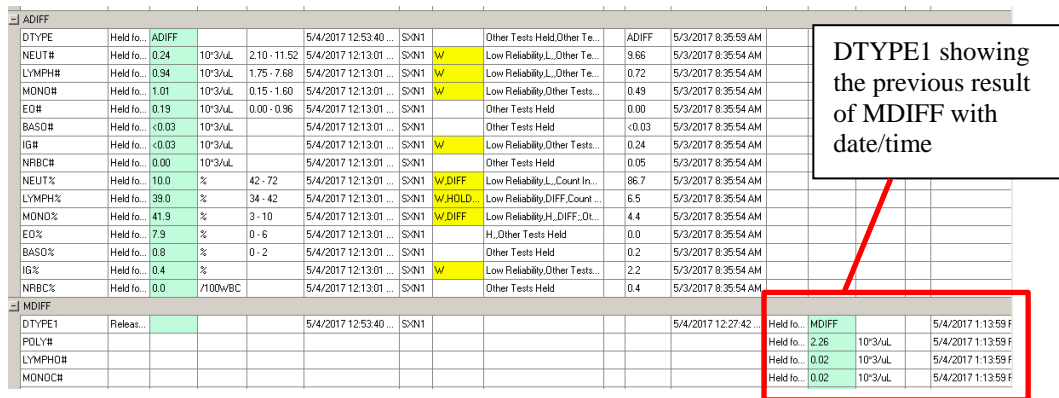 ADIFF
DTYPE Held fo... ADIFF 5/4/2017 12:53:40 ... SXN1 Other Tests Held,Other Te... ADIFF 5/3/2017 8:35:59 AM
NEUT# Held fo... 0.24 10*3/uL 2.10 - 11.52 5/4/2017 12:13:01 ... SXN1 W Low Reliability,L,,Other Te... 9.66 5/3/2017 8:35:54 AM
LYMPH# Held fo... 0.94 10*3/uL 1.75 - 7.68 5/4/2017 12:13:01 ... SXN1 W Low Reliability,L,,Other Te... 0.72 5/3/2017 8:35:54 AM
MONO# Held fo... 1.01 10*3/uL 0.15 - 1.60 5/4/2017 12:13:01 ... SXN1 W Low Reliability,Other Tests... 0.49 5/3/2017 8:35:54 AM
EO# Held fo... 0.19 10*3/uL 0.00 - 0.96 5/4/2017 12:13:01 ... SXN1 Other Tests Held 0.00 5/3/2017 8:35:54 AM
BASO# Held fo... <0.03 10*3/uL 5/4/2017 12:13:01 ... SXN1 Other Tests Held <0.03 5/3/2017 8:35:54 AM
IG# Held fo... <0.03 10*3/uL 5/4/2017 12:13:01 ... SXN1 W Low Reliability,Other Tests... 0.24 5/3/2017 8:35:54 AM
NRBC# Held fo... 0.00 10*3/uL 5/4/2017 12:13:01 ... SXN1 Other Tests Held 0.05 5/3/2017 8:35:54 AM
NEUT% Held fo... 10.0 % 42 - 72 5/4/2017 12:13:01 ... SXN1 W,DIFF Low Reliability,L,,Count In... 86.7 5/3/2017 8:35:54 AM
LYMPH% Held fo... 39.0 % 34 - 42 5/4/2017 12:13:01 ... SXN1 W,HOLD... Low Reliability,DIFF,Count ... 6.5 5/3/2017 8:35:54 AM
MONO% Held fo... 41.9 % 3 - 10 5/4/2017 12:13:01 ... SXN1 W,DIFF Low Reliability,H,,DIFF;;Ot... 4.4 5/3/2017 8:35:54 AM
EO% Held fo... 7.9 % 0 - 6 5/4/2017 12:13:01 ... SXN1 H,,Other Tests Held 0.0 5/3/2017 8:35:54 AM
BASO% Held fo... 0.8 % 0 - 2 5/4/2017 12:13:01 ... SXN1 Other Tests Held 0.2 5/3/2017 8:35:54 AM
IG% Held fo... 0.4 % 5/4/2017 12:13:01 ... SXN1 W Low Reliability,Other Tests... 2.2 5/3/2017 8:35:54 AM
NRBC% Held fo... 0.0 /100WBC 5/4/2017 12:13:01 ... SXN1 Other Tests Held 0.4 5/3/2017 8:35:54 AM
MDIFF
DTYPE1 Releas... 5/4/2017 12:53:40 ... SXN1 5/4/2017 12:27:42 ... Held fo... MDIFF 5/4/2017 1:13:59 P
POLY# Held fo... 2.26 10*3/uL 5/4/2017 1:13:59 P
LYMPHO# Held fo... 0.02 10*3/uL 5/4/2017 1:13:59 P
MONOC# Held fo... 0.02 10*3/uL 5/4/2017 1:13:59 P
DTYPE1 showing
the previous result
of MDIFF with
date/time